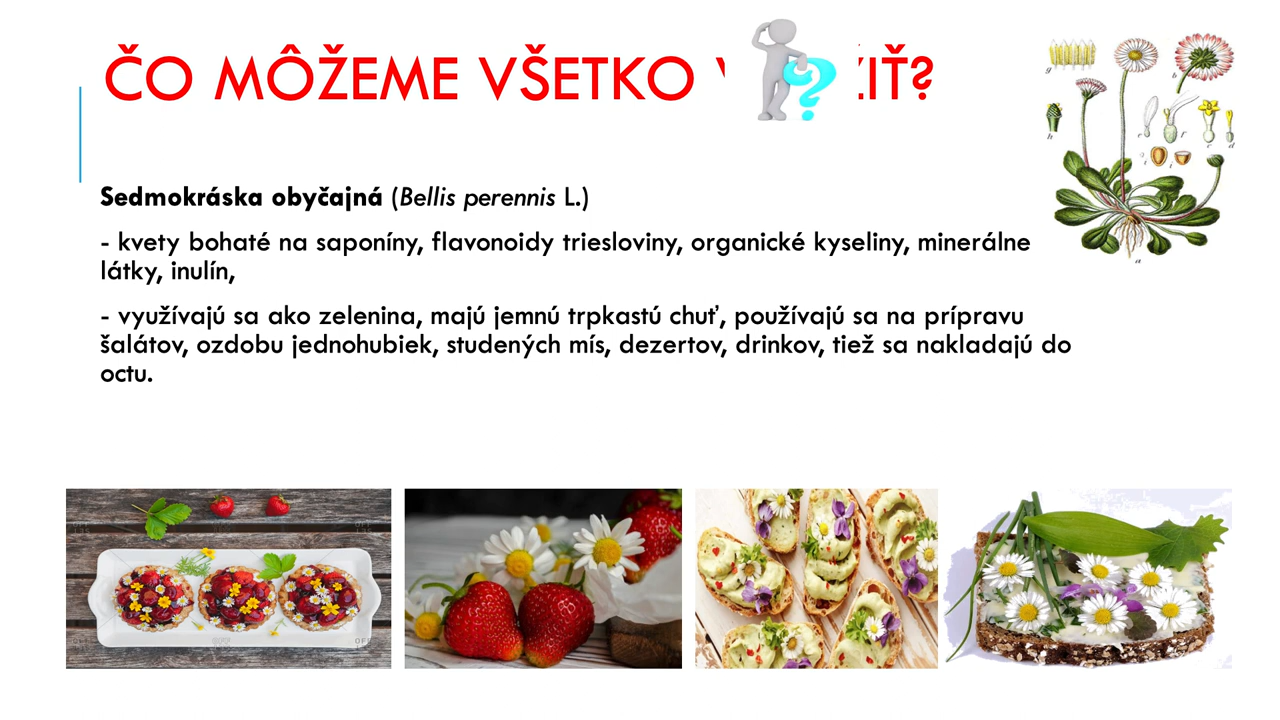 ČO MÔŽEME VŠETKO
Sedmokráska obyčajná (Bellis perennis L.)
- kvety bohaté na saponíny, flavonoidy triesloviny, organické kyseliny, minerálne
látky, inulín,
- využívajú sa ako zelenina, majú jemnú trpkastú chuť, používajú sa na prípravu
šalátov, ozdobu jednohubiek, studených mís, dezertov, drinkov, tiež sa nakladajú do
octu.